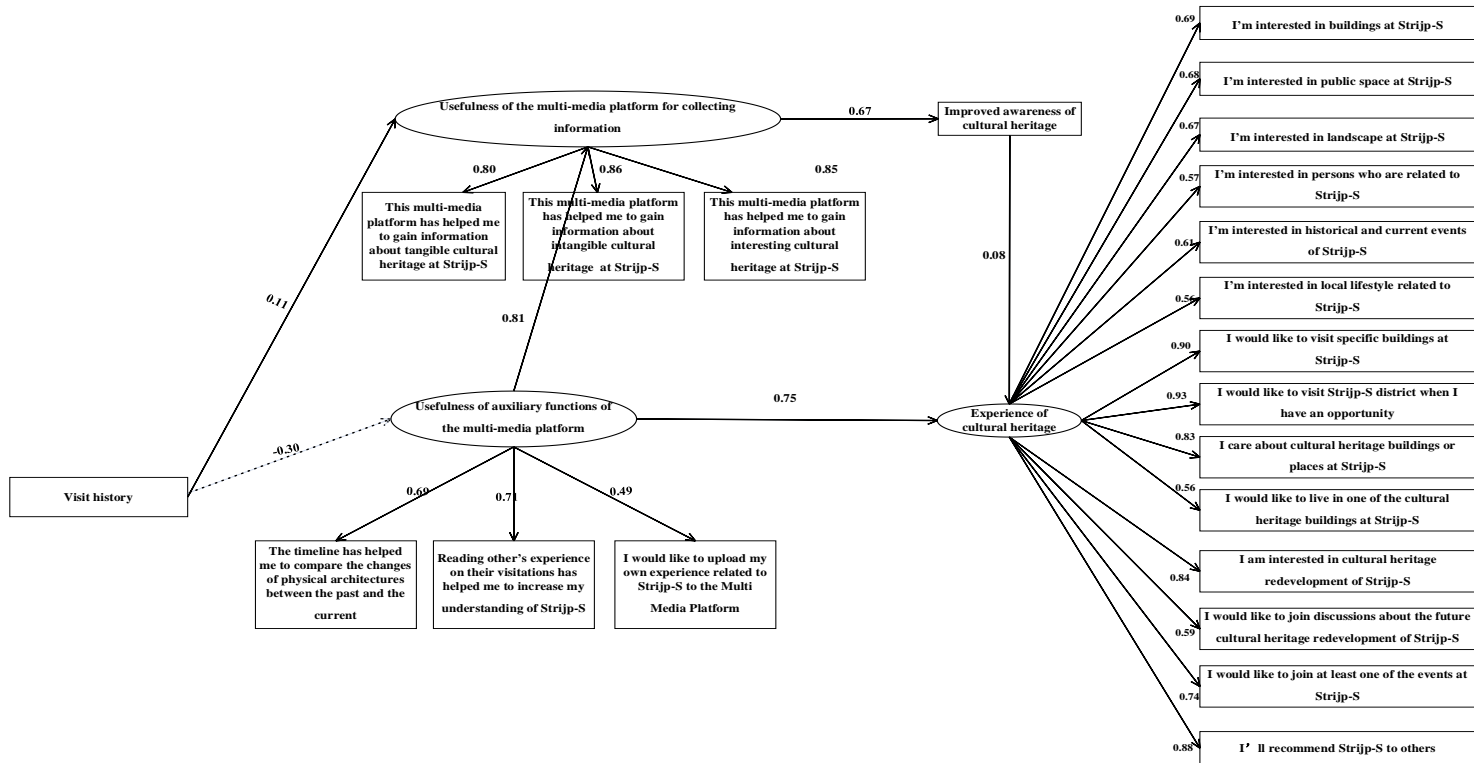 0.69
I'm interested in buildings at Strijp-S
0.68
I'm interested in public space at Strijp-S
Usefulness of the multi-media platform for collecting
information
0.67
Improved awareness of
cultural heritage
0.67
I'm interested in landscape at Strijp-S
0.80
0.86
0.85
0.57
I'm interested in persons who are related to
Strijp-S
This multi-media
platform has helped me
to gain information
about tangible cultural
heritage at Strijp-S
This multi-media platform
has helped me to gain
information about
intangible cultural
heritage at Strijp-S
This multi-media platform
has helped me to gain
information about
interesting cultural
heritage at Strijp-S
0.61
I'm interested in historical and current events
of Strijp-S
0.08
0.11
0.56
I'm interested in local lifestyle related to
Strijp-S
0.81
0.90
I would like to visit specific buildings at
Strijp-S
0.93
I would like to visit Strijp-S district when I
have an opportunity
Usefulness of auxiliary functions of
the multi-media platform
0.75
Experience of
cultural heritage
0.83
I care about cultural heritage buildings or
places at Strijp-S
-0.30
0.56
I would like to live in one of the cultural
heritage buildings at Strijp-S
Visit history
0.69
0.71
0.49
The timeline has helped
me to compare the changes
of physical architectures
between the past and the
current
Reading other's experience
on their visitations has
helped me to increase my
understanding of Strijp-S
I would like to upload my
own experience related to
Strijp-S to the Multi
Media Platform
0.84
I am interested in cultural heritage
redevelopment of Strijp-S
0.59
I would like to join discussions about the future
cultural heritage redevelopment of Strijp-S
0.74
I would like to join at least one of the events at
Strijp-S
0.88
I'll recommend Strijp-S to others